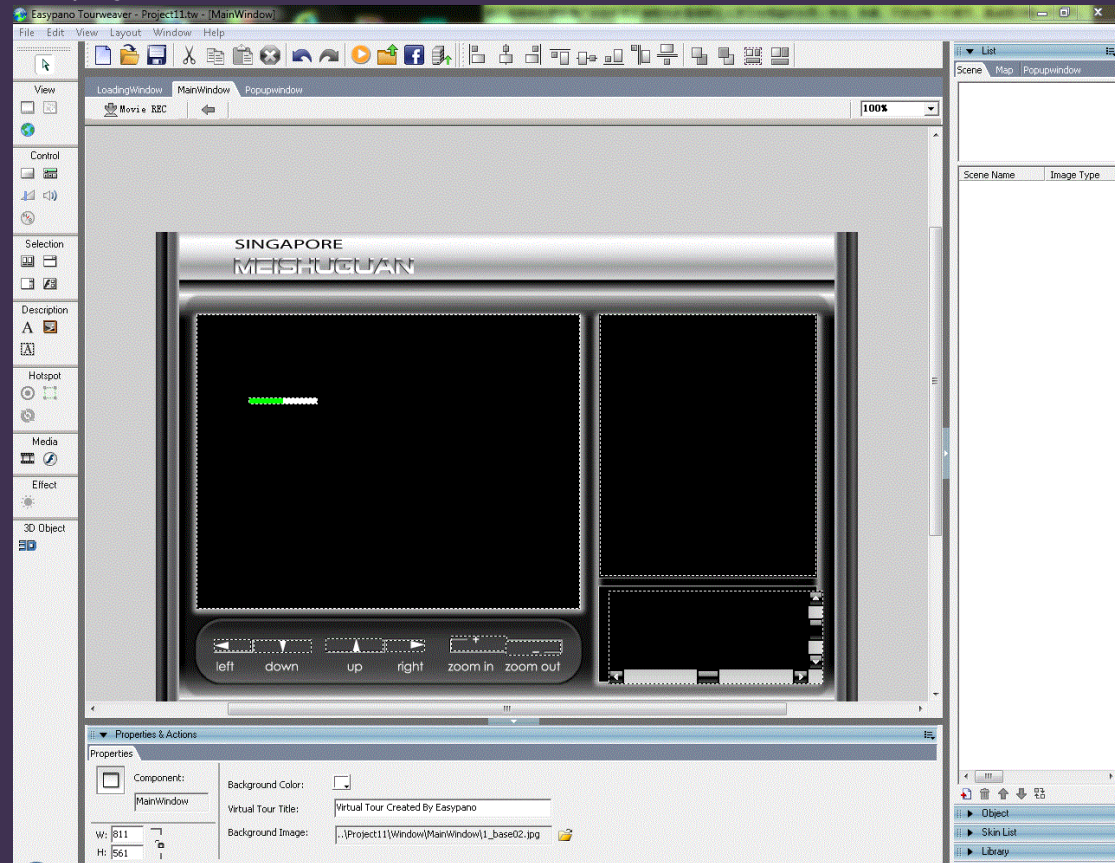 Easypano Tourweaver - Project11.tw - [MainWindow]
File Edit View Layout Window Help
List
Scene Map Popupwindow
View
LoadingWindow MainWindow Popupwindow
Movie REC
100%
Control
Scene Name Image Type
Selection
SINGAPORE
MEISHUGUAN
Description
A
A
Hotspot
Media
Effect
3D Object
3D
left down up right zoom in zoom out
Properties & Actions
Properties
Component:
MainWindow
Background Color:
Virtual Tour Title: Virtual Tour Created By Easypano
Background Image: ..\Project11\Window\MainWindow\1_base02.jpg
W: 811
H: 561
Object
Skin List
Library